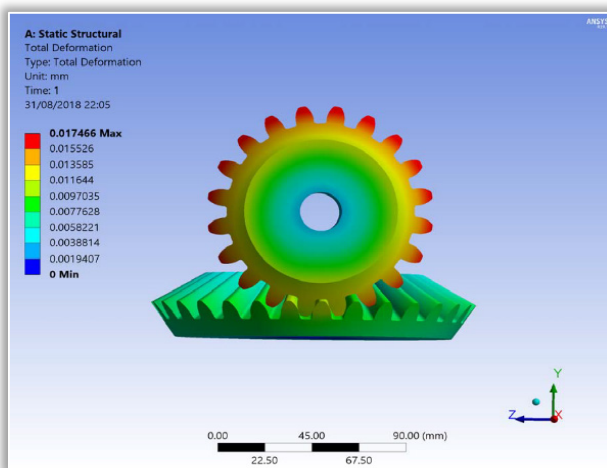 ANSYS
A: Static Structural
Total Deformation
Type: Total Deformation
Unit: mm
Time: 1
31/08/2018 22:05
0.017466 Max
0.015526
0.013585
0.011644
0.0097035
0.0077628
0.0058221
0.0038814
0.0019407
0 Min
Y
Z
X
0.00 45.00 90.00 (mm)
22.50 67.50